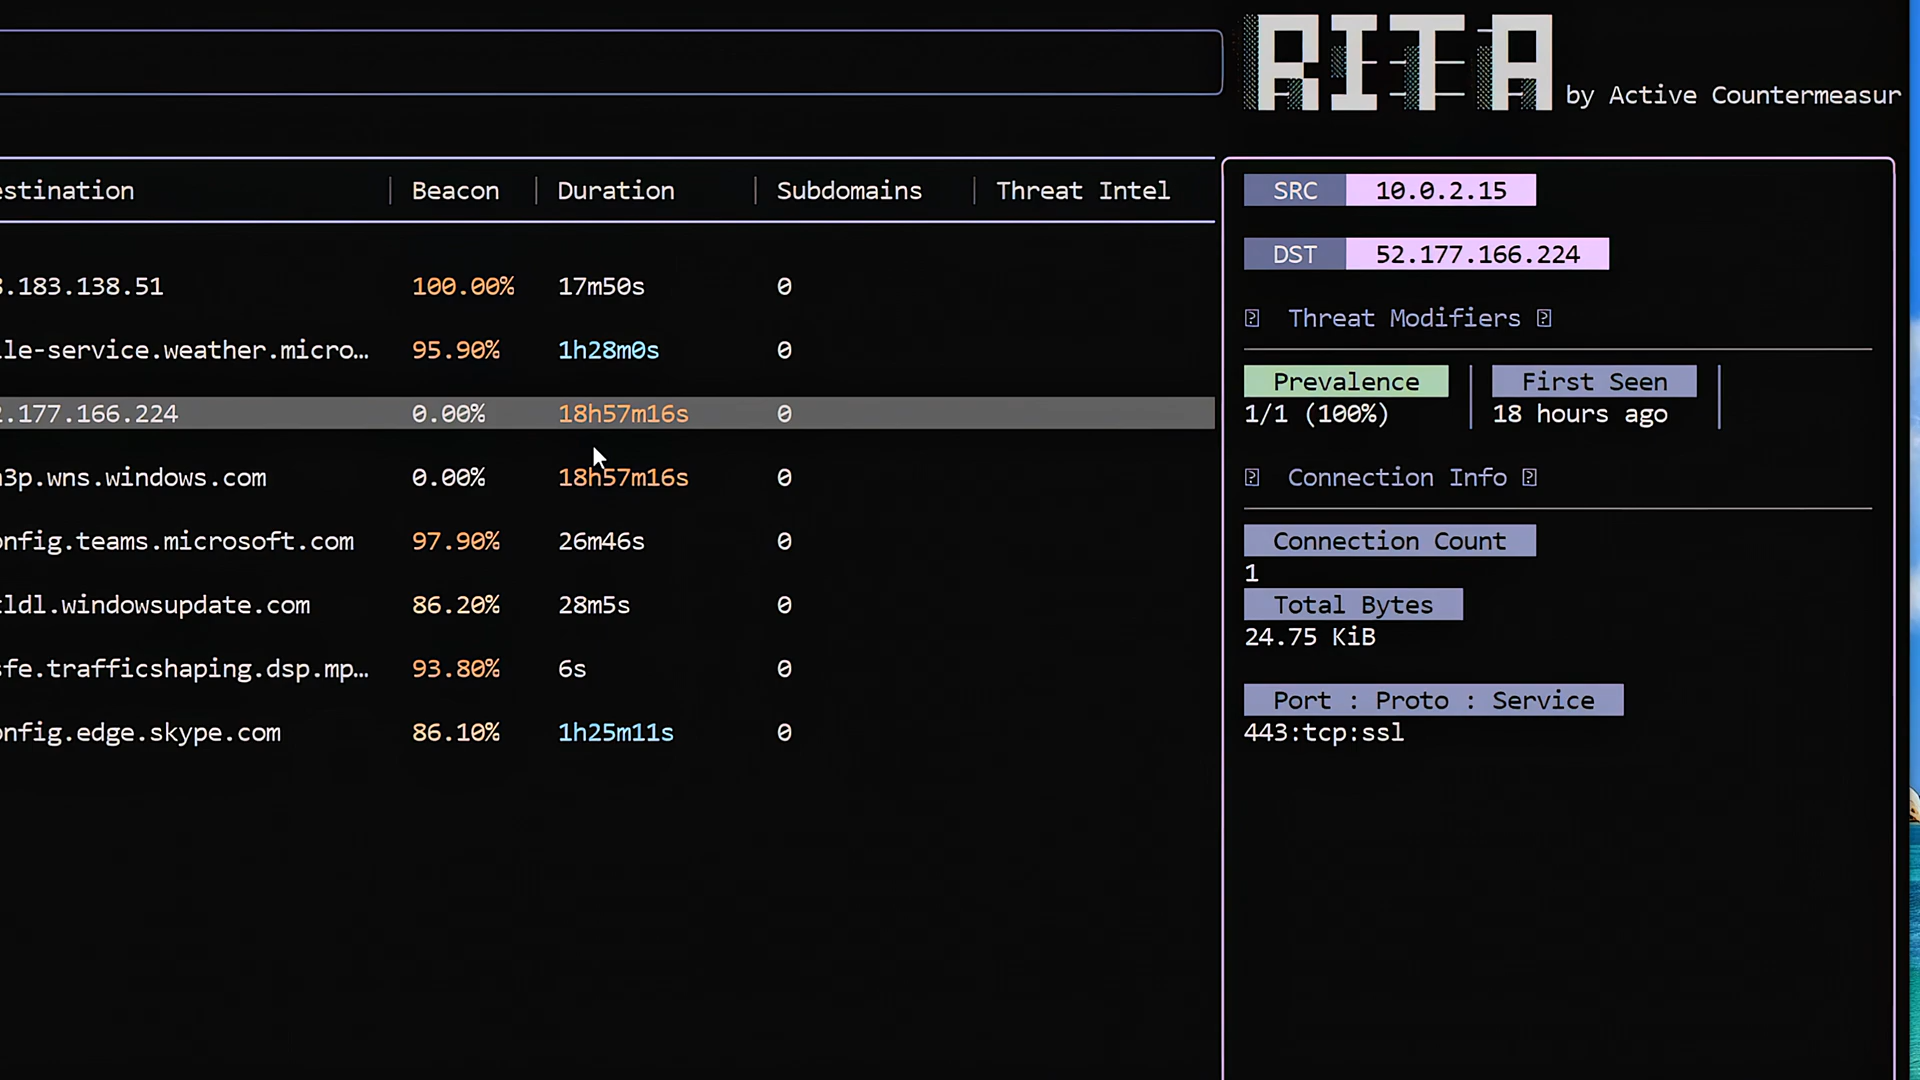 RITA by Active Countermeasur
estination | Beacon | Duration | Subdomains | Threat Intel
.183.138.51 100.00% 17m50s 0
le-service.weather.micro… 95.90% 1h28m0s 0
.177.166.224 0.00% 18h57m16s 0
3p.wns.windows.com 0.00% 18h57m16s 0
onfig.teams.microsoft.com 97.90% 26m46s 0
ldl.windowsupdate.com 86.20% 28m5s 0
sfe.trafficshaping.dsp.mp… 93.80% 6s 0
onfig.edge.skype.com 86.10% 1h25m11s 0
SRC 10.0.2.15
DST 52.177.166.224
Threat Modifiers
Prevalence | First Seen
1/1 (100%) | 18 hours ago
Connection Info
Connection Count
1
Total Bytes
24.75 KiB
Port : Proto : Service
443:tcp:ssl